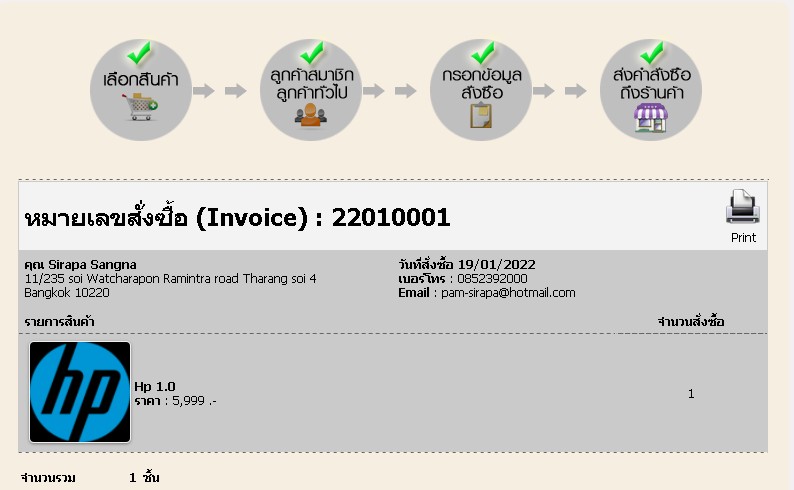 เลือกสินค้า
ลูกค้าสมาชิก
ลูกค้าทั่วไป
กรอกข้อมูล
สั่งซื้อ
ส่งคำสั่งซือ
ถึงร้านค้า
หมายเลขสั่งซื้อ (Invoice) : 22010001
Print
คุณ Sirapa Sangna
11/235 soi Watcharapon Ramintra road Tharang soi 4
Bangkok 10220
วันที่สั่งซื้อ 19/01/2022
เบอร์โทร : 0852392000
Email : pam-sirapa@hotmail.com
รายการสินค้า
จำนวนสั่งซื้อ
hp
Hp 1.0
ราคา : 5,999 .-
1
จำนวนรวม 1 ชิ้น